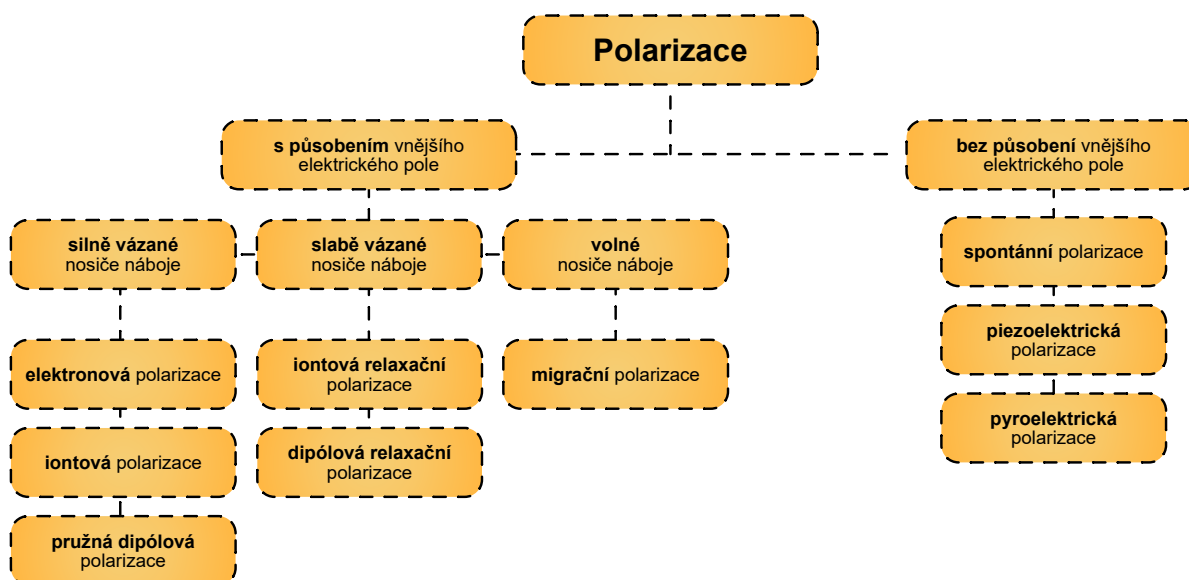 Polarizace
s působením vnějšího
elektrického pole
bez působení vnějšího
elektrického pole
silně vázané
nosiče náboje
slabě vázané
nosiče náboje
volné
nosiče náboje
spontánní polarizace
elektronová polarizace
iontová relaxační
polarizace
migrační polarizace
piezoelektrická
polarizace
iontová polarizace
dipólová relaxační
polarizace
pyroelektrická
polarizace
pružná dipólová
polarizace